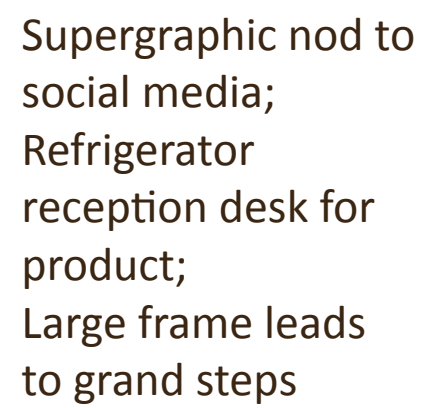 Supergraphic nod to
social media;
Refrigerator
reception desk for
product;
Large frame leads
to grand steps